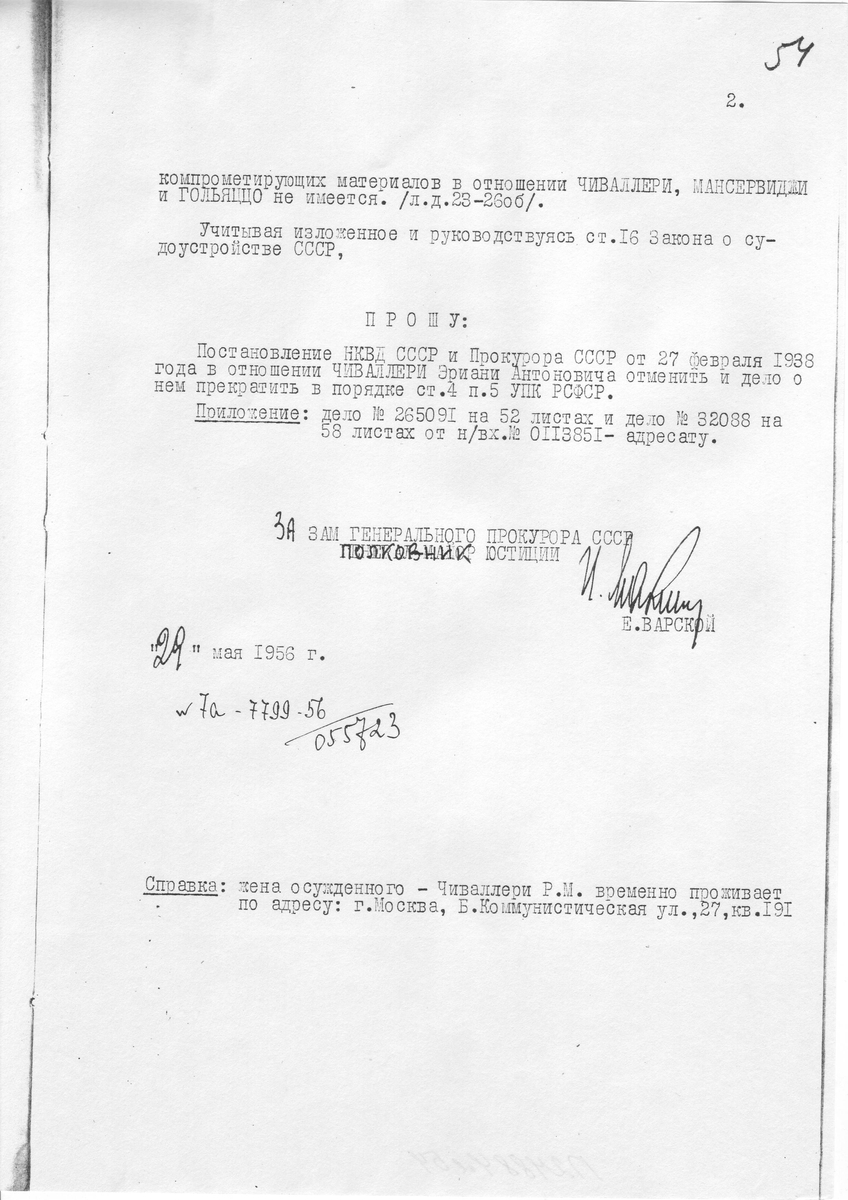 54
2.
компрометирующих материалов в отношении ЧИВАЛЛЕРИ, МАНСЕРВИДЖИ
и ГОЛЬЯЦЦО не имеется. /л.д.23-26об/.
Учитывая изложенное и руководствуясь ст.16 Закона о су-
доустройстве СССР,
П Р О Ш У:
Постановление НКВД СССР и Прокурора СССР от 27 февраля 1938
года в отношении ЧИВАЛЛЕРИ Эриани Антоновича отменить и дело о
нем прекратить в порядке ст.4 п.5 УПК РСФСР.
Приложение: дело № 265091 на 52 листах и дело № 32088 на
58 листах от н/вх.№ 0113851- адресату.
ЗА ЗАМ ГЕНЕРАЛЬНОГО ПРОКУРОРА СССР
ПОЛКОВНИК ЮСТИЦИИ
Е.ВАРСКОЙ
"29" мая 1956 г.
7а - 7799 - 56
055723
Справка: жена осужденного - Чиваллери Р.М. временно проживает
по адресу: г.Москва, Б.Коммунистическая ул.,27,кв.191